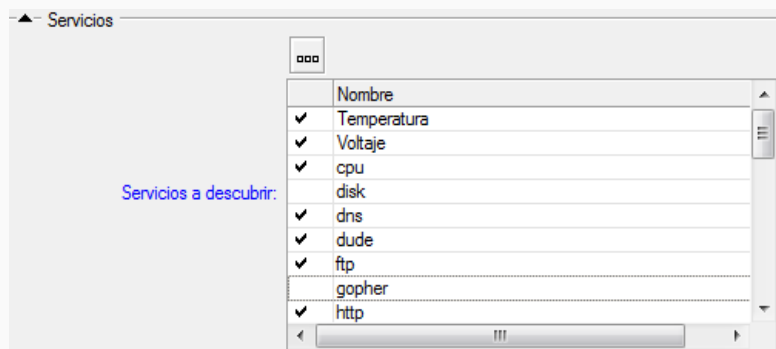 Servicios
Nombre
Temperatura
Voltaje
cpu
Servicios a descubrir:
disk
dns
dude
ftp
gopher
http